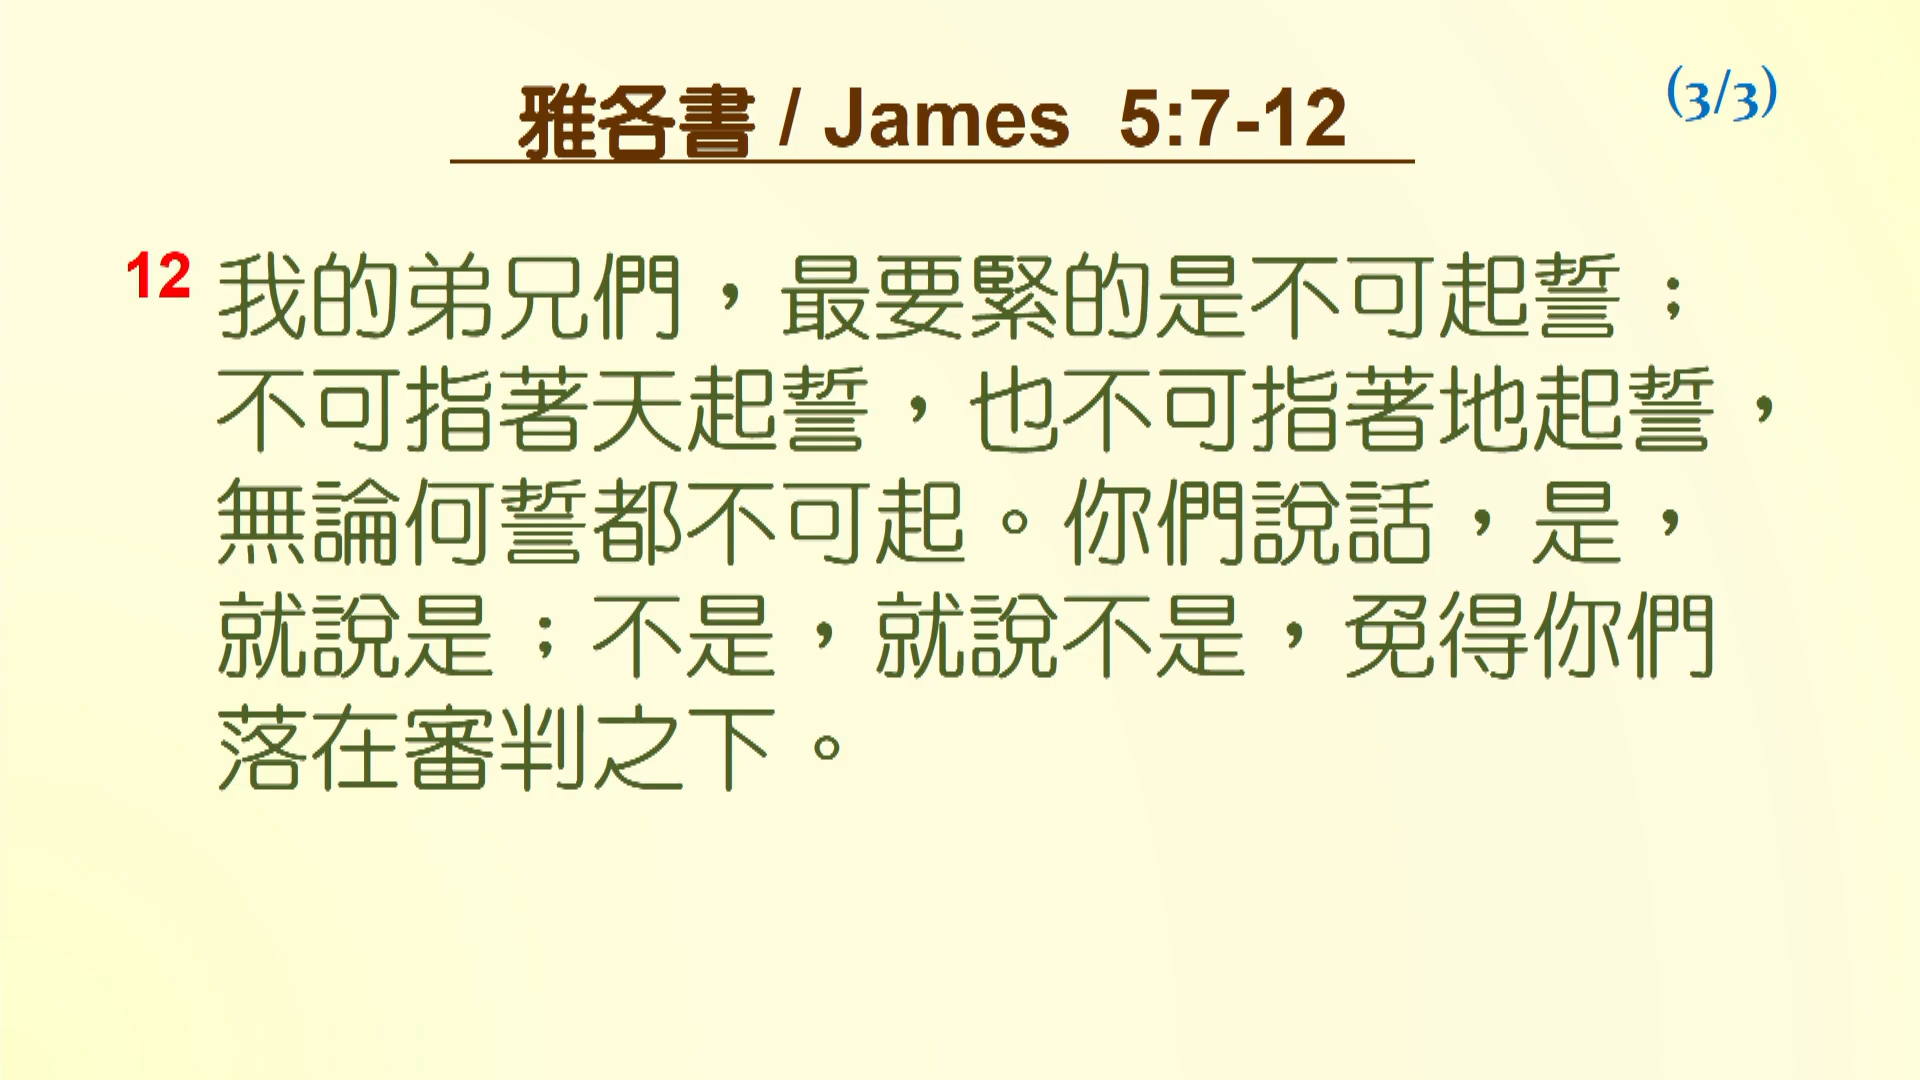 雅各書 / James 5:7-12
(3/3)
12 我的弟兄們，最要緊的是不可起誓；
不可指著天起誓，也不可指著地起誓，
無論何誓都不可起。你們說話，是，
就說是；不是，就說不是，免得你們
落在審判之下。